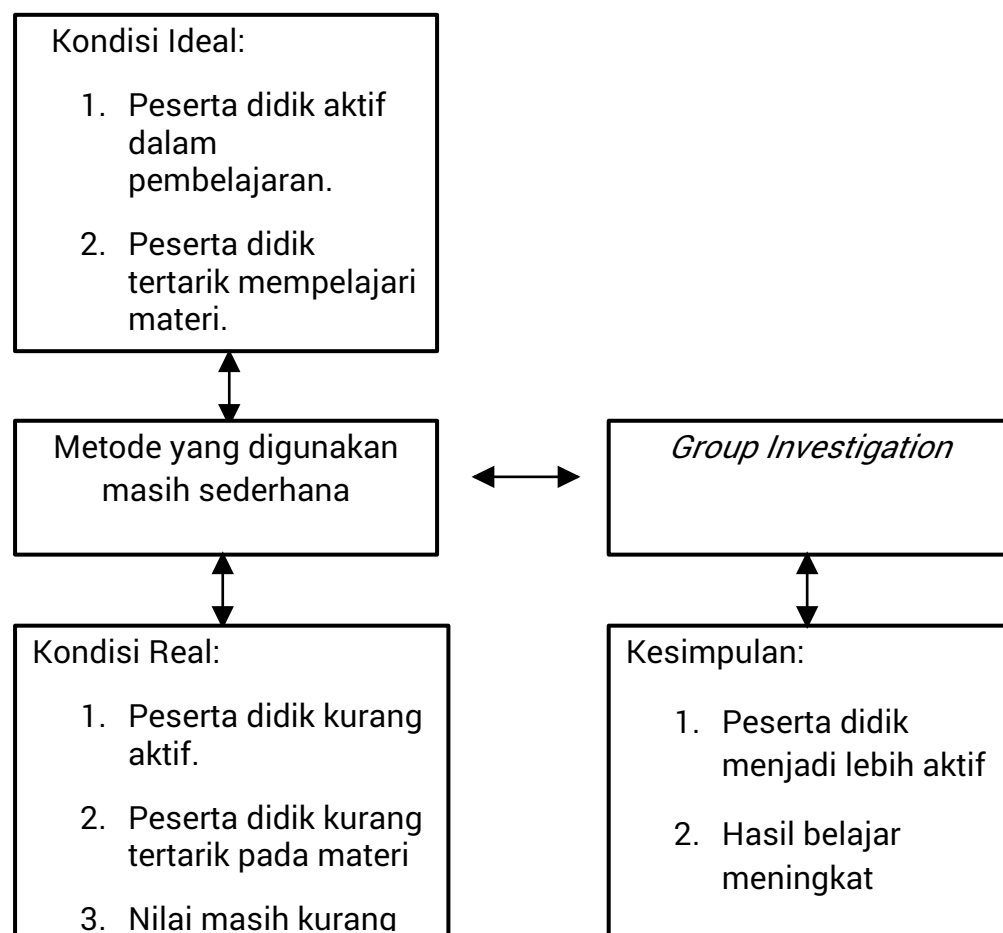 Kondisi Ideal:
1. Peserta didik aktif
dalam
pembelajaran.
2. Peserta didik
tertarik mempelajari
materi.
Metode yang digunakan
masih sederhana
Group Investigation
Kondisi Real:
1. Peserta didik kurang
aktif.
2. Peserta didik kurang
tertarik pada materi
3. Nilai masih kurang
Kesimpulan:
1. Peserta didik
menjadi lebih aktif
2. Hasil belajar
meningkat